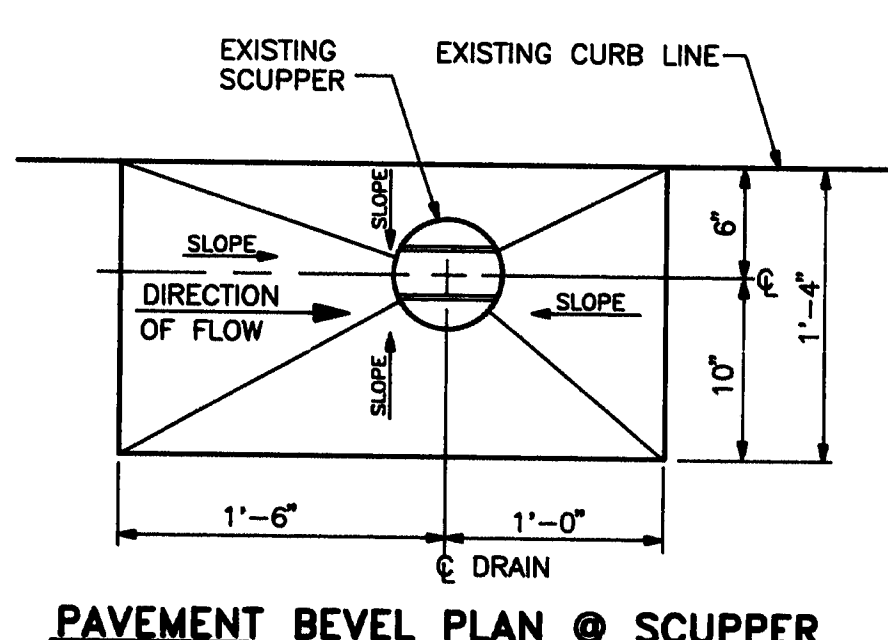 EXISTING
SCUPPER
EXISTING CURB LINE
SLOPE
SLOPE
DIRECTION
OF FLOW
SLOPE
SLOPE
6"
℄
10"
1'-4"
1'-6"
1'-0"
℄ DRAIN
PAVEMENT BEVEL PLAN @ SCUPPER